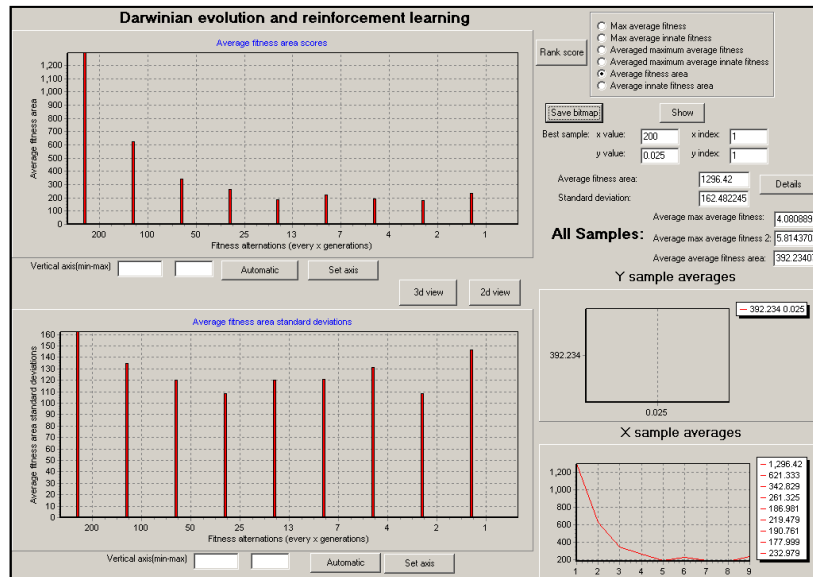 Darwinian evolution and reinforcement learning
Average fitness area scores
Average fitness area
1,200
1,100
1,000
900
800
700
600
500
400
300
200
100
0
200 100 50 25 13 7 4 2 1
Fitness alternations (every x generations)
Vertical axis(min-max) Automatic Set axis
3d view 2d view
Average fitness area standard deviations
Average fitness area standard deviations
160
150
140
130
120
110
100
90
80
70
60
50
40
30
20
10
0
200 100 50 25 13 7 4 2 1
Fitness alternations (every x generations)
Vertical axis(min-max) Automatic Set axis
Rank score
Max average fitness
Max average innate fitness
Averaged maximum average fitness
Averaged maximum average innate fitness
Average fitness area
Average innate fitness area
Save bitmap Show
Best sample: x value: 200 x index: 1
y value: 0.025 y index: 1
Average fitness area: 1296.42
Standard deviation: 162.482245
Details
All Samples:
Average max average fitness: 4.080889
Average max average fitness 2: 5.814370
Average average fitness area: 392.2340
Y sample averages
392.234 0.025
392.234
0.025
X sample averages
1,200
1,000
800
600
400
200
1 2 3 4 5 6 7 8 9
1,296.42
621.333
342.829
261.325
186.981
219.479
190.761
177.999
232.979